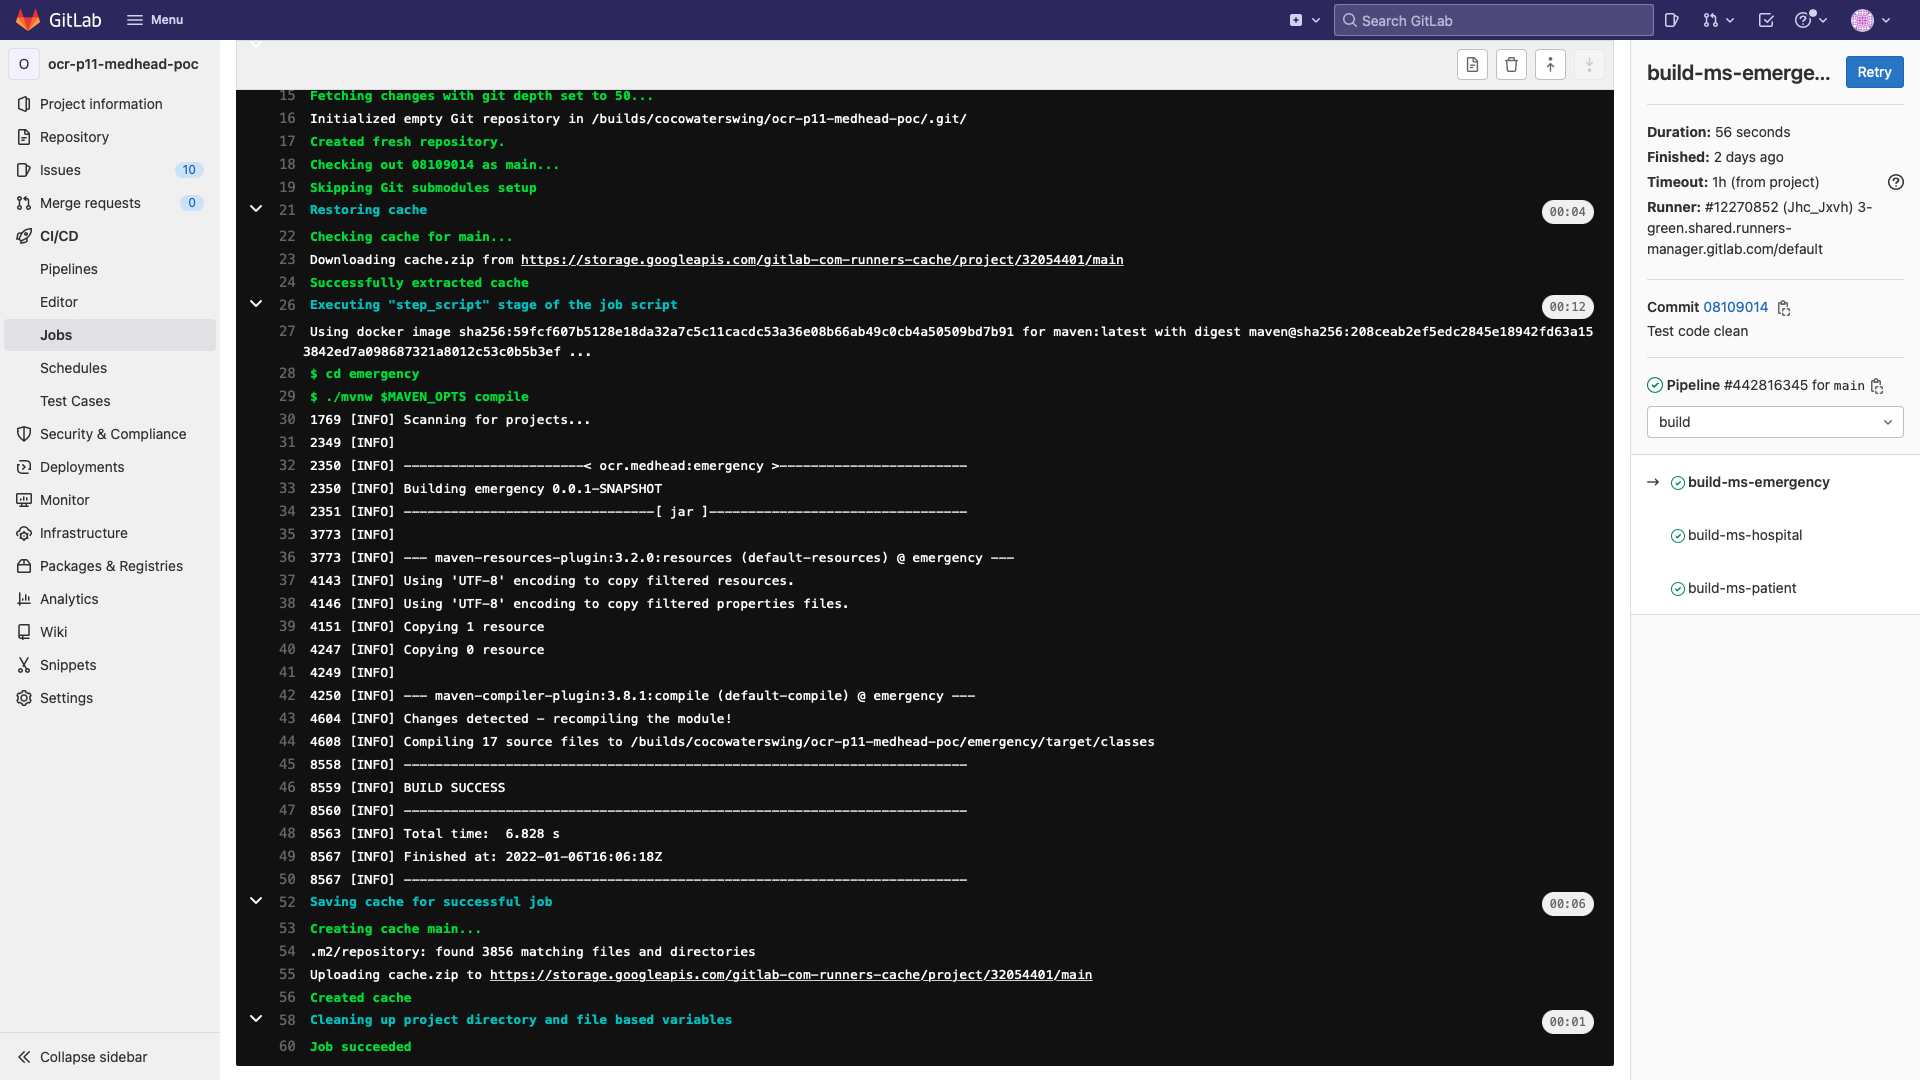 GitLab
Menu
Search GitLab
O
ocr-p11-medhead-poc
Project information
Repository
Issues 10
Merge requests 0
CI/CD
Pipelines
Editor
Jobs
Schedules
Test Cases
Security & Compliance
Deployments
Monitor
Infrastructure
Packages & Registries
Analytics
Wiki
Snippets
Settings
Collapse sidebar
15 Fetching changes with git depth set to 50...
16 Initialized empty Git repository in /builds/cocowaterswing/ocr-p11-medhead-poc/.git/
17 Created fresh repository.
18 Checking out 08109014 as main...
19 Skipping Git submodules setup
21 Restoring cache 00:04
22 Checking cache for main...
23 Downloading cache.zip from https://storage.googleapis.com/gitlab-com-runners-cache/project/32054401/main
24 Successfully extracted cache
26 Executing "step_script" stage of the job script 00:12
27 Using docker image sha256:59fcf607b5128e18da32a7c5c11cacdc53a36e08b66ab49c0cb4a50509bd7b91 for maven:latest with digest maven@sha256:208ceab2ef5edc2845e18942fd63a15
3842ed7a098687321a8012c53c0b5b3ef ...
28 $ cd emergency
29 $ ./mvnw $MAVEN_OPTS compile
30 1769 [INFO] Scanning for projects...
31 2349 [INFO]
32 2350 [INFO] -----------------------< ocr.medhead:emergency >------------------------
33 2350 [INFO] Building emergency 0.0.1-SNAPSHOT
34 2351 [INFO] --------------------------------[ jar ]---------------------------------
35 3773 [INFO]
36 3773 [INFO] --- maven-resources-plugin:3.2.0:resources (default-resources) @ emergency ---
37 4143 [INFO] Using 'UTF-8' encoding to copy filtered resources.
38 4146 [INFO] Using 'UTF-8' encoding to copy filtered properties files.
39 4151 [INFO] Copying 1 resource
40 4247 [INFO] Copying 0 resource
41 4249 [INFO]
42 4250 [INFO] --- maven-compiler-plugin:3.8.1:compile (default-compile) @ emergency ---
43 4604 [INFO] Changes detected - recompiling the module!
44 4608 [INFO] Compiling 17 source files to /builds/cocowaterswing/ocr-p11-medhead-poc/emergency/target/classes
45 8558 [INFO] ------------------------------------------------------------------------
46 8559 [INFO] BUILD SUCCESS
47 8560 [INFO] ------------------------------------------------------------------------
48 8563 [INFO] Total time:  6.828 s
49 8567 [INFO] Finished at: 2022-01-06T16:06:18Z
50 8567 [INFO] ------------------------------------------------------------------------
52 Saving cache for successful job 00:06
53 Creating cache main...
54 .m2/repository: found 3856 matching files and directories
55 Uploading cache.zip to https://storage.googleapis.com/gitlab-com-runners-cache/project/32054401/main
56 Created cache
58 Cleaning up project directory and file based variables 00:01
60 Job succeeded
build-ms-emerge... Retry
Duration: 56 seconds
Finished: 2 days ago
Timeout: 1h (from project)
Runner: #12270852 (Jhc_Jxvh) 3-
green.shared.runners-
manager.gitlab.com/default
Commit 08109014
Test code clean
Pipeline #442816345 for main
build
build-ms-emergency
build-ms-hospital
build-ms-patient